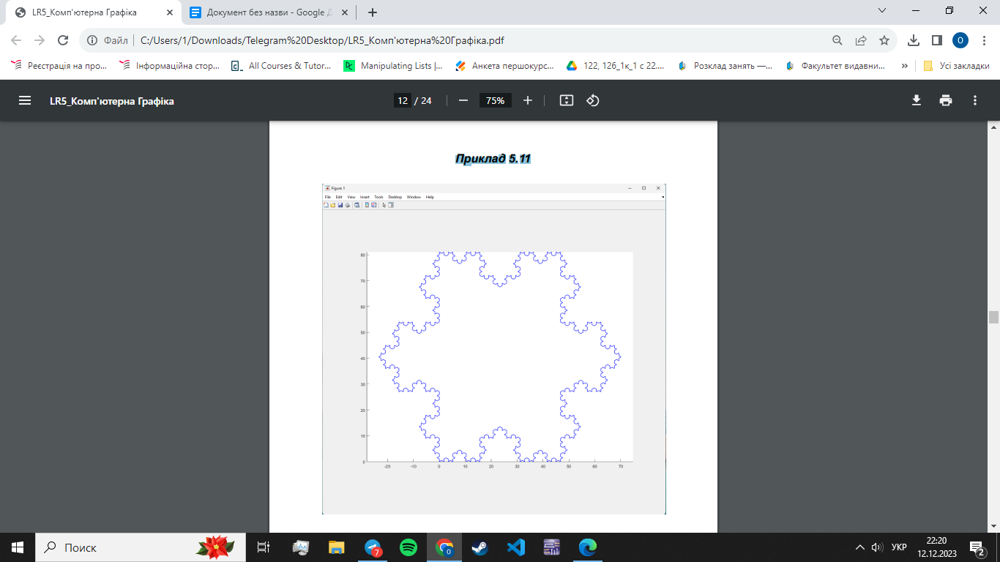 LR5_Комп'ютерна Графіка
Документ без назви - Google Д
Файл C:/Users/1/Downloads/Telegram%20Desktop/LR5_Комп'ютерна%20Графіка.pdf
Реєстрація на про...
Інформаційна стор...
All Courses & Tutor...
Manipulating Lists |...
Анкета першокурс...
122, 126_1к_1 с 22....
Розклад занять —...
Факультет видавни...
»
Усі закладки
LR5_Комп'ютерна Графіка
12 / 24
75%
Приклад 5.11
Figure 1
File Edit View Insert Tools Desktop Window Help
80
70
60
50
40
30
20
10
0
-20 -10 0 10 20 30 40 50 60 70
Поиск
7
УКР
22:20
12.12.2023
2